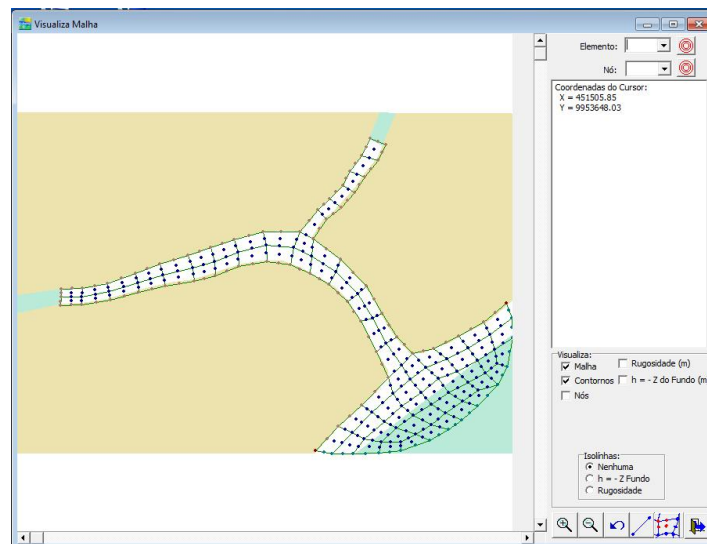 Visualiza Malha
Elemento:
Nó:
Coordenadas do Cursor:
X = 451505.85
Y = 9953648.03
Visualiza:
Malha
Rugosidade (m)
Contornos
h = - Z do Fundo (m
Nós
Isolinhas:
Nenhuma
h = - Z Fundo
Rugosidade